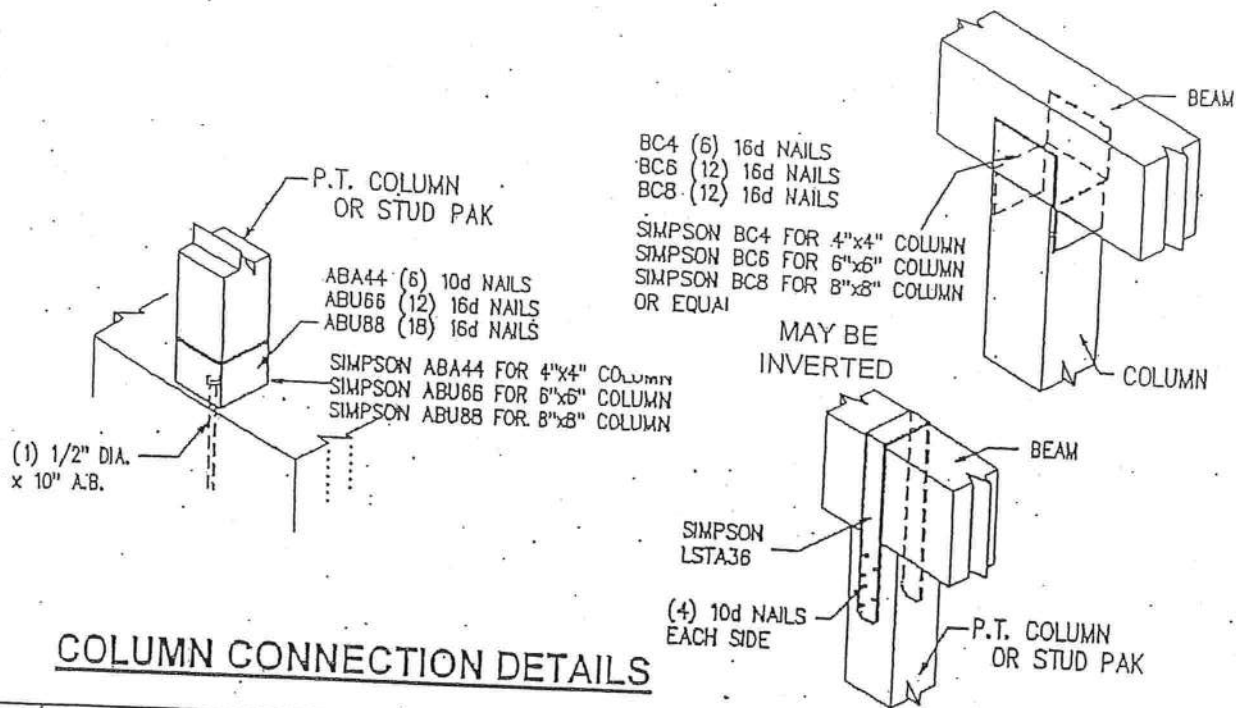 P.T. COLUMN
OR STUD PAK
ABA44 (6) 10d NAILS
ABU66 (12) 16d NAILS
ABU88 (18) 16d NAILS
SIMPSON ABA44 FOR 4"x4" COLUMN
SIMPSON ABU66 FOR 6"x6" COLUMN
SIMPSON ABU88 FOR 8"x8" COLUMN
(1) 1/2" DIA.
x 10" A.B.
BC4 (6) 16d NAILS
BC6 (12) 16d NAILS
BC8 (12) 16d NAILS
SIMPSON BC4 FOR 4"x4" COLUMN
SIMPSON BC6 FOR 6"x6" COLUMN
SIMPSON BC8 FOR 8"x8" COLUMN
OR EQUAL
BEAM
COLUMN
MAY BE
INVERTED
BEAM
SIMPSON
LSTA36
(4) 10d NAILS
EACH SIDE
P.T. COLUMN
OR STUD PAK
COLUMN CONNECTION DETAILS